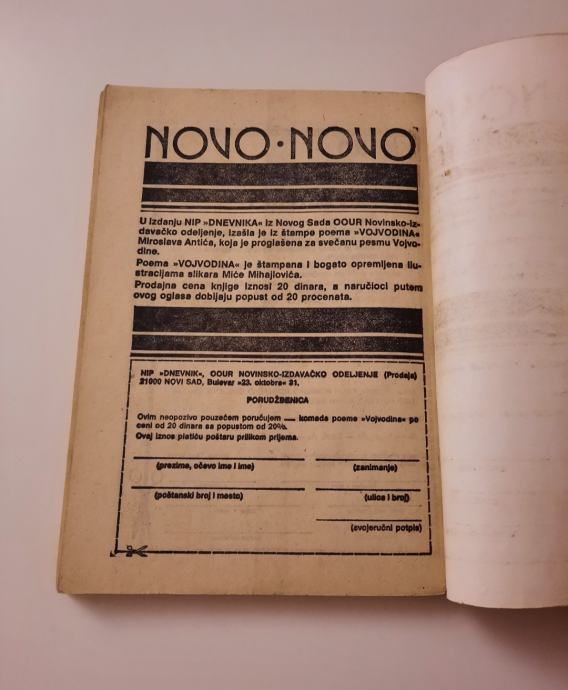 NOVO · NOVO
U izdanju NIP »DNEVNIKA« iz Novog Sada OOUR Novinsko-iz-
davačko odeljenje, izašla je iz štampe poema »VOJVODINA«
Miroslava Antića, koja je proglašena za svečanu pesmu Vojvo-
dine.
Poema »VOJVODINA« je štampana i bogato opremljena ilu-
stracijama slikara Miće Mihajlovića.
Prodajna cena knjige iznosi 20 dinara, a naručioci putem
ovog oglasa dobijaju popust od 20 procenata.
NIP »DNEVNIK«, OOUR NOVINSKO-IZDAVAČKO ODELJENJE (Prodaja)
21000 NOVI SAD, Bulevar »23. oktobra« 31.
PORUDŽBENICA
Ovim neopozivo pouzećem poručujem ___ komada poeme »Vojvodina« po
ceni od 20 dinara sa popustom od 20%.
Ovaj iznos platiću poštaru prilikom prijema.
(prezime, očevo ime i ime) (zanimanje)
(poštanski broj i mesto) (ulica i broj)
(svojeručni potpis)